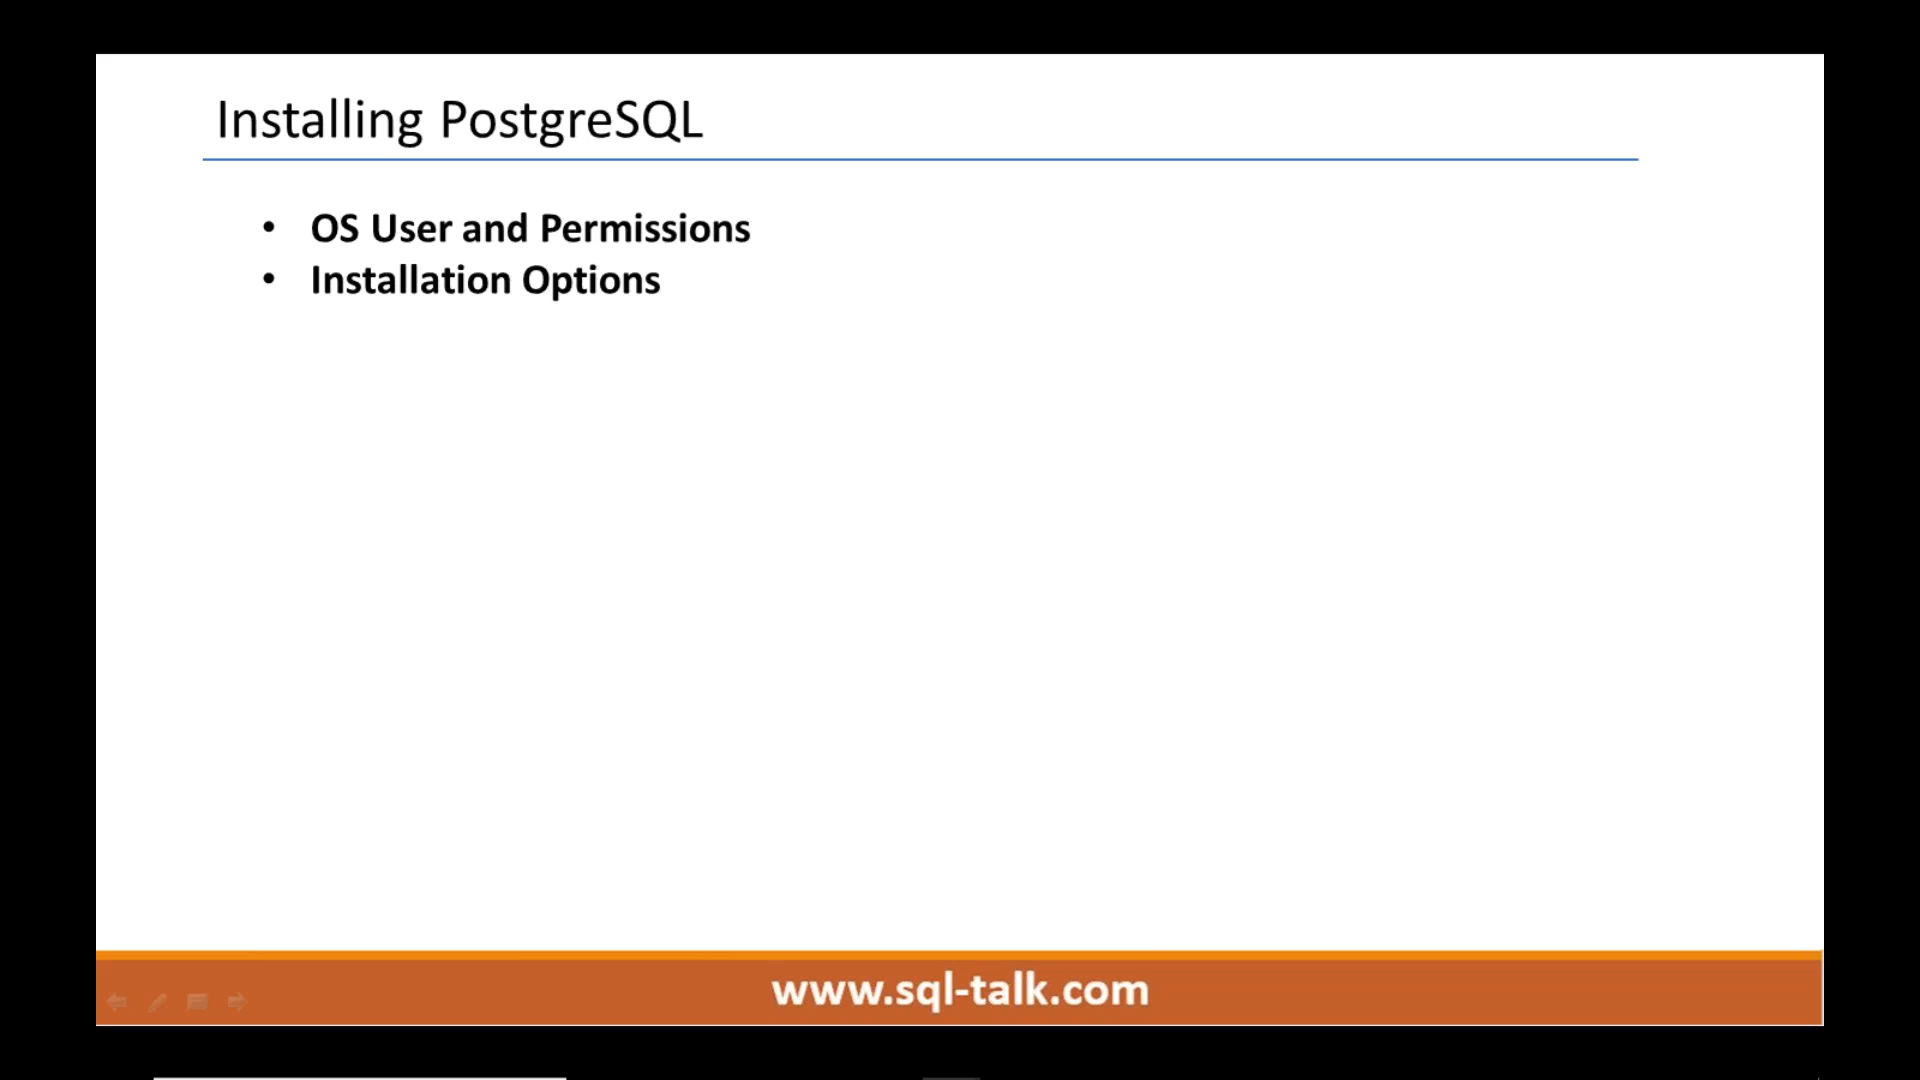 Installing PostgreSQL
• OS User and Permissions
• Installation Options
www.sql-talk.com